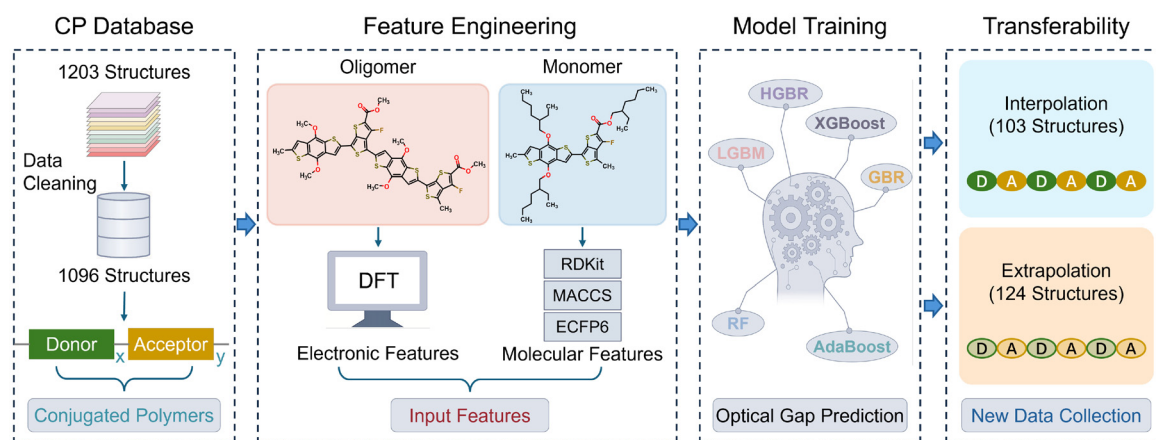 CP Database
1203 Structures
Data
Cleaning
1096 Structures
Donor
x
Acceptor
y
Conjugated Polymers
Feature Engineering
Oligomer
Monomer
DFT
RDKit
MACCS
ECFP6
Electronic Features
Molecular Features
Input Features
Model Training
HGBR
XGBoost
LGBM
GBR
RF
AdaBoost
Optical Gap Prediction
Transferability
Interpolation
(103 Structures)
D A D A D A
Extrapolation
(124 Structures)
D A D A D A
New Data Collection